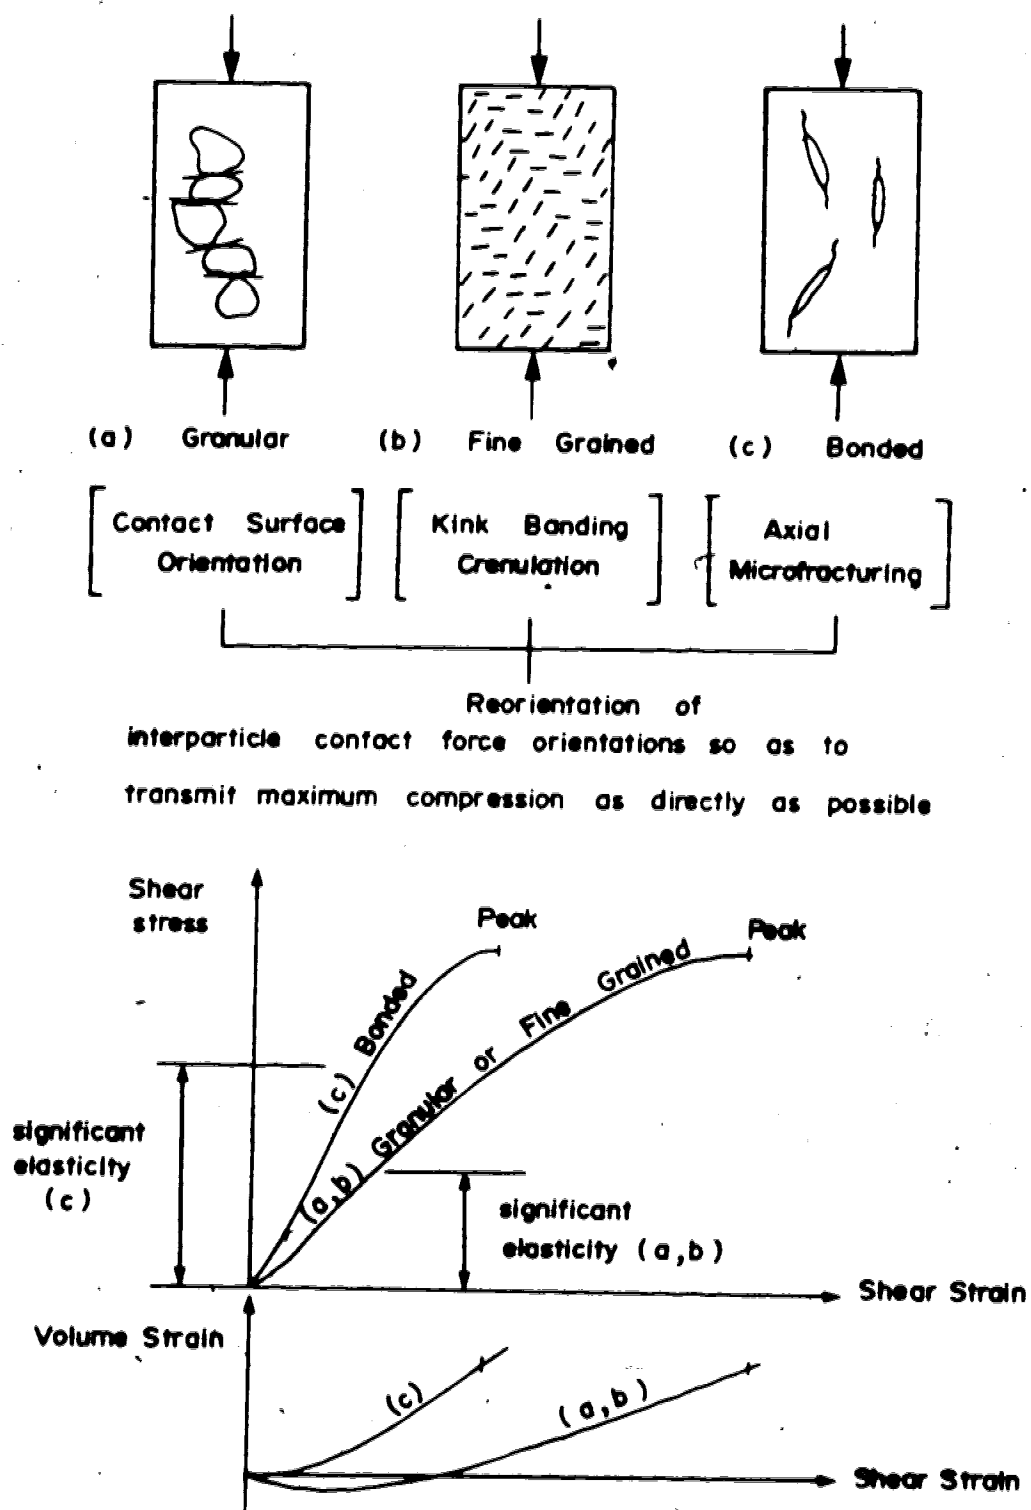 (a) Granular
(b) Fine Grained
(c) Bonded
Contact Surface
Orientation
Kink Banding
Crenulation
Axial
Microfracturing
Reorientation of
interparticle contact force orientations so as to
transmit maximum compression as directly as possible
Shear
stress
Peak
Peak
(c) Bonded
(a,b) Granular or Fine Grained
significant
elasticity
(c)
significant
elasticity (a,b)
Shear Strain
Volume Strain
(c)
(a,b)
Shear Strain